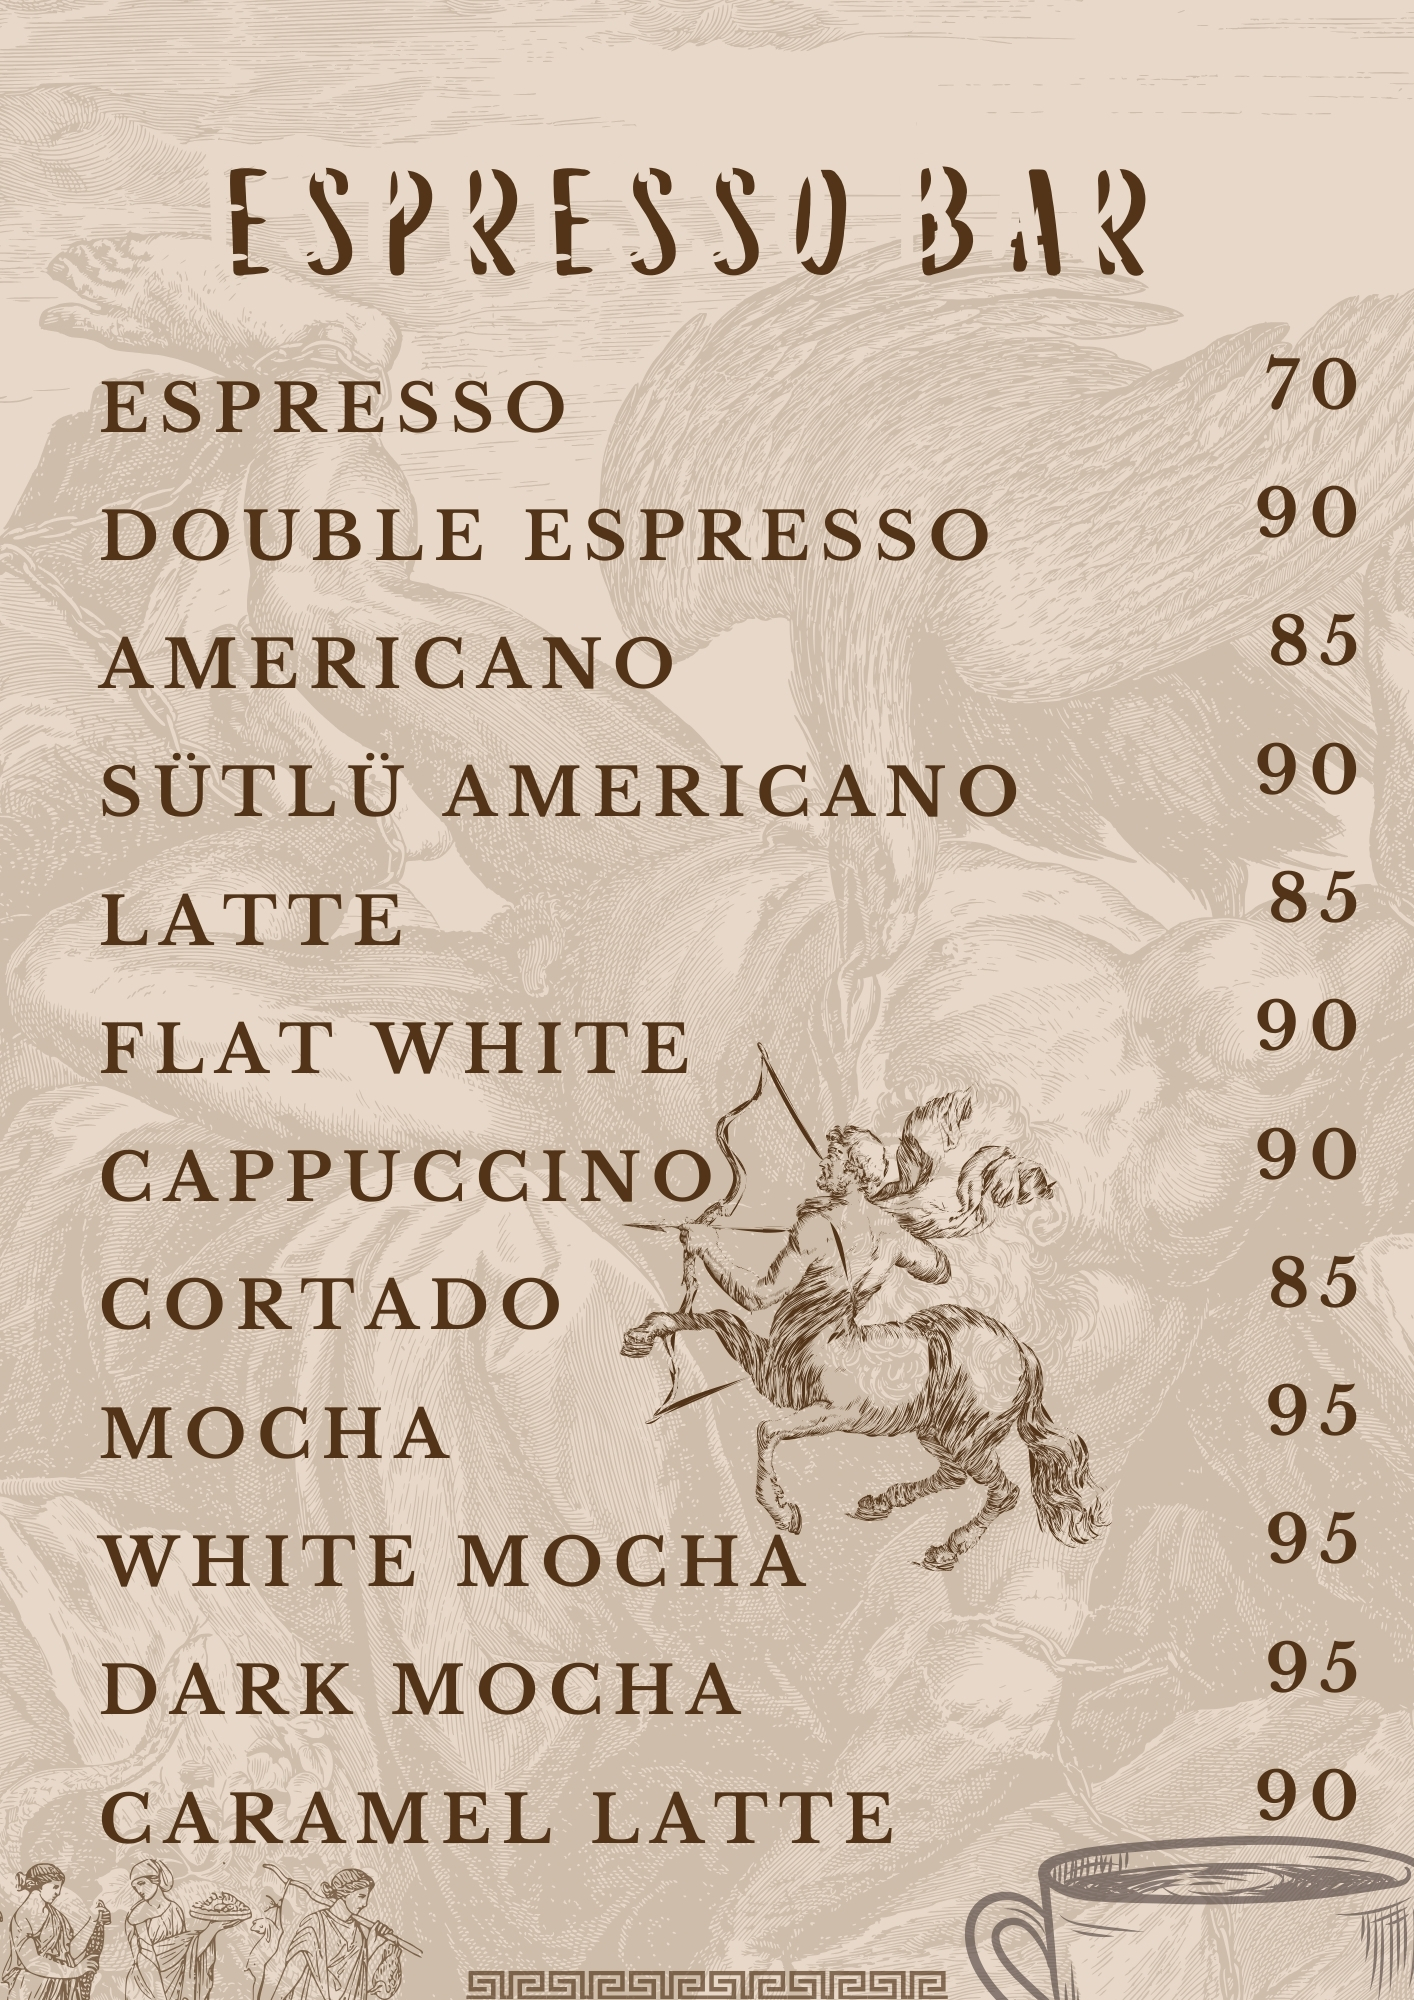 ESPRESSO BAR
ESPRESSO 70
DOUBLE ESPRESSO 90
AMERICANO 85
SÜTLÜ AMERICANO 90
LATTE 85
FLAT WHITE 90
CAPPUCCINO 90
CORTADO 85
MOCHA 95
WHITE MOCHA 95
DARK MOCHA 95
CARAMEL LATTE 90